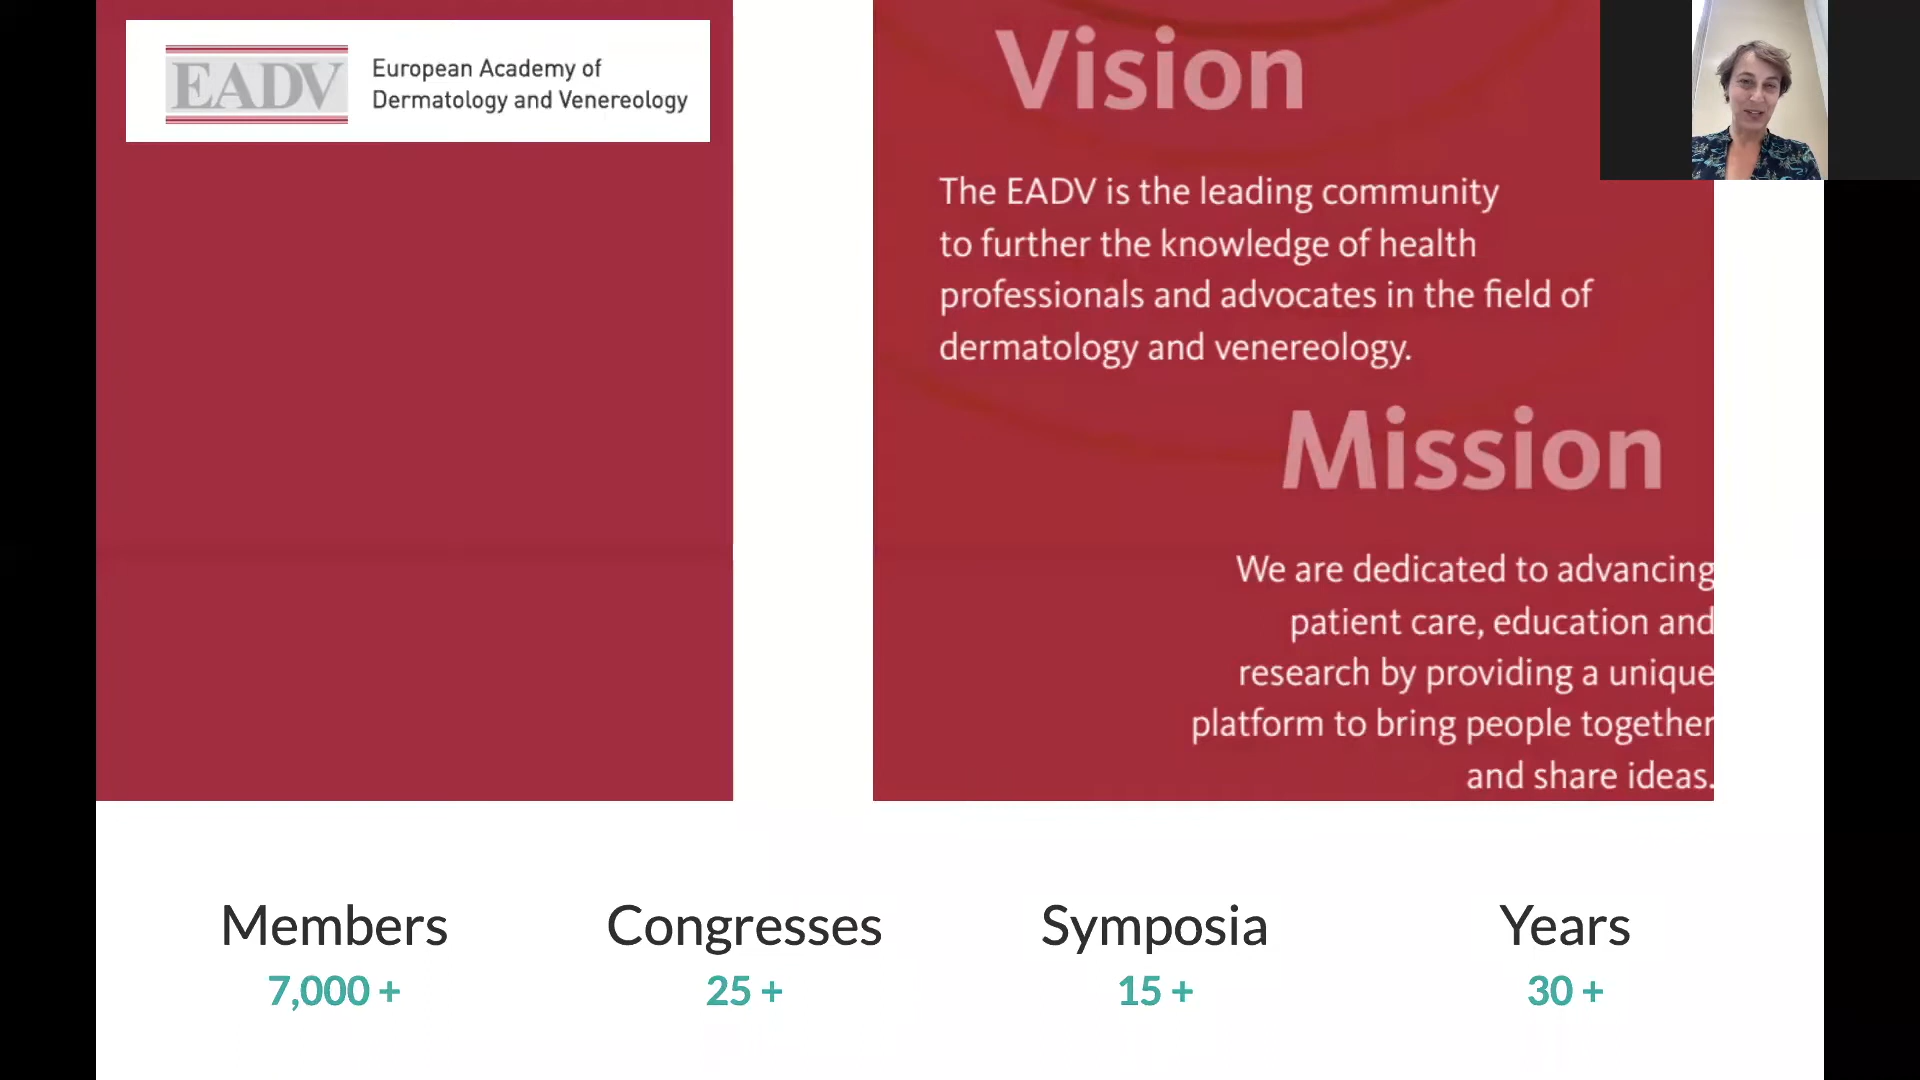 EADV
European Academy of
Dermatology and Venereology
Vision
The EADV is the leading community
to further the knowledge of health
professionals and advocates in the field of
dermatology and venereology.
Mission
We are dedicated to advancing
patient care, education and
research by providing a unique
platform to bring people together
and share ideas.
Members
7,000 +
Congresses
25 +
Symposia
15 +
Years
30 +